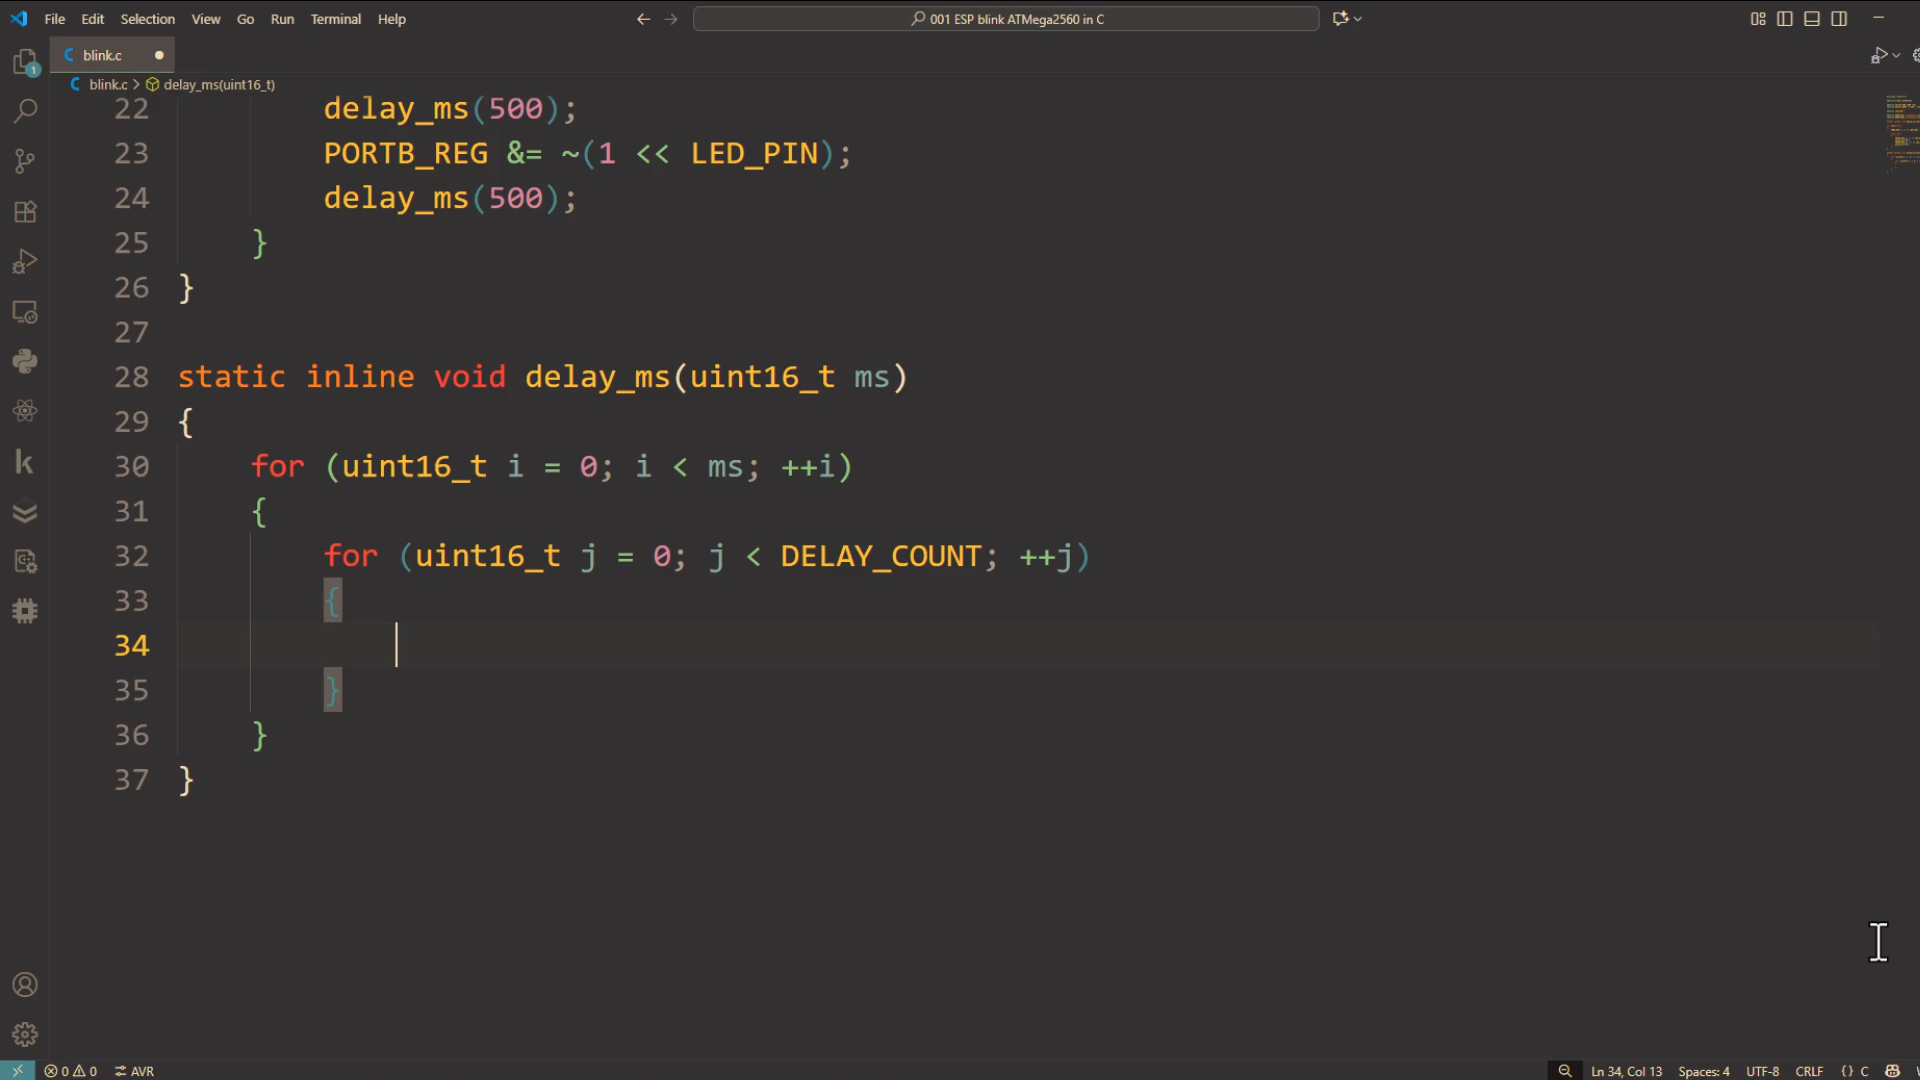 File Edit Selection View Go Run Terminal Help
001 ESP blink ATMega2560 in C
1
C blink.c
C blink.c > delay_ms(uint16_t)
22 delay_ms(500);
23 PORTB_REG &= ~(1 << LED_PIN);
24 delay_ms(500);
25 }
26 }
27
28 static inline void delay_ms(uint16_t ms)
29 {
30 for (uint16_t i = 0; i < ms; ++i)
31 {
32 for (uint16_t j = 0; j < DELAY_COUNT; ++j)
33 {
34
35 }
36 }
37 }
0 0 AVR
Ln 34, Col 13 Spaces: 4 UTF-8 CRLF {} C